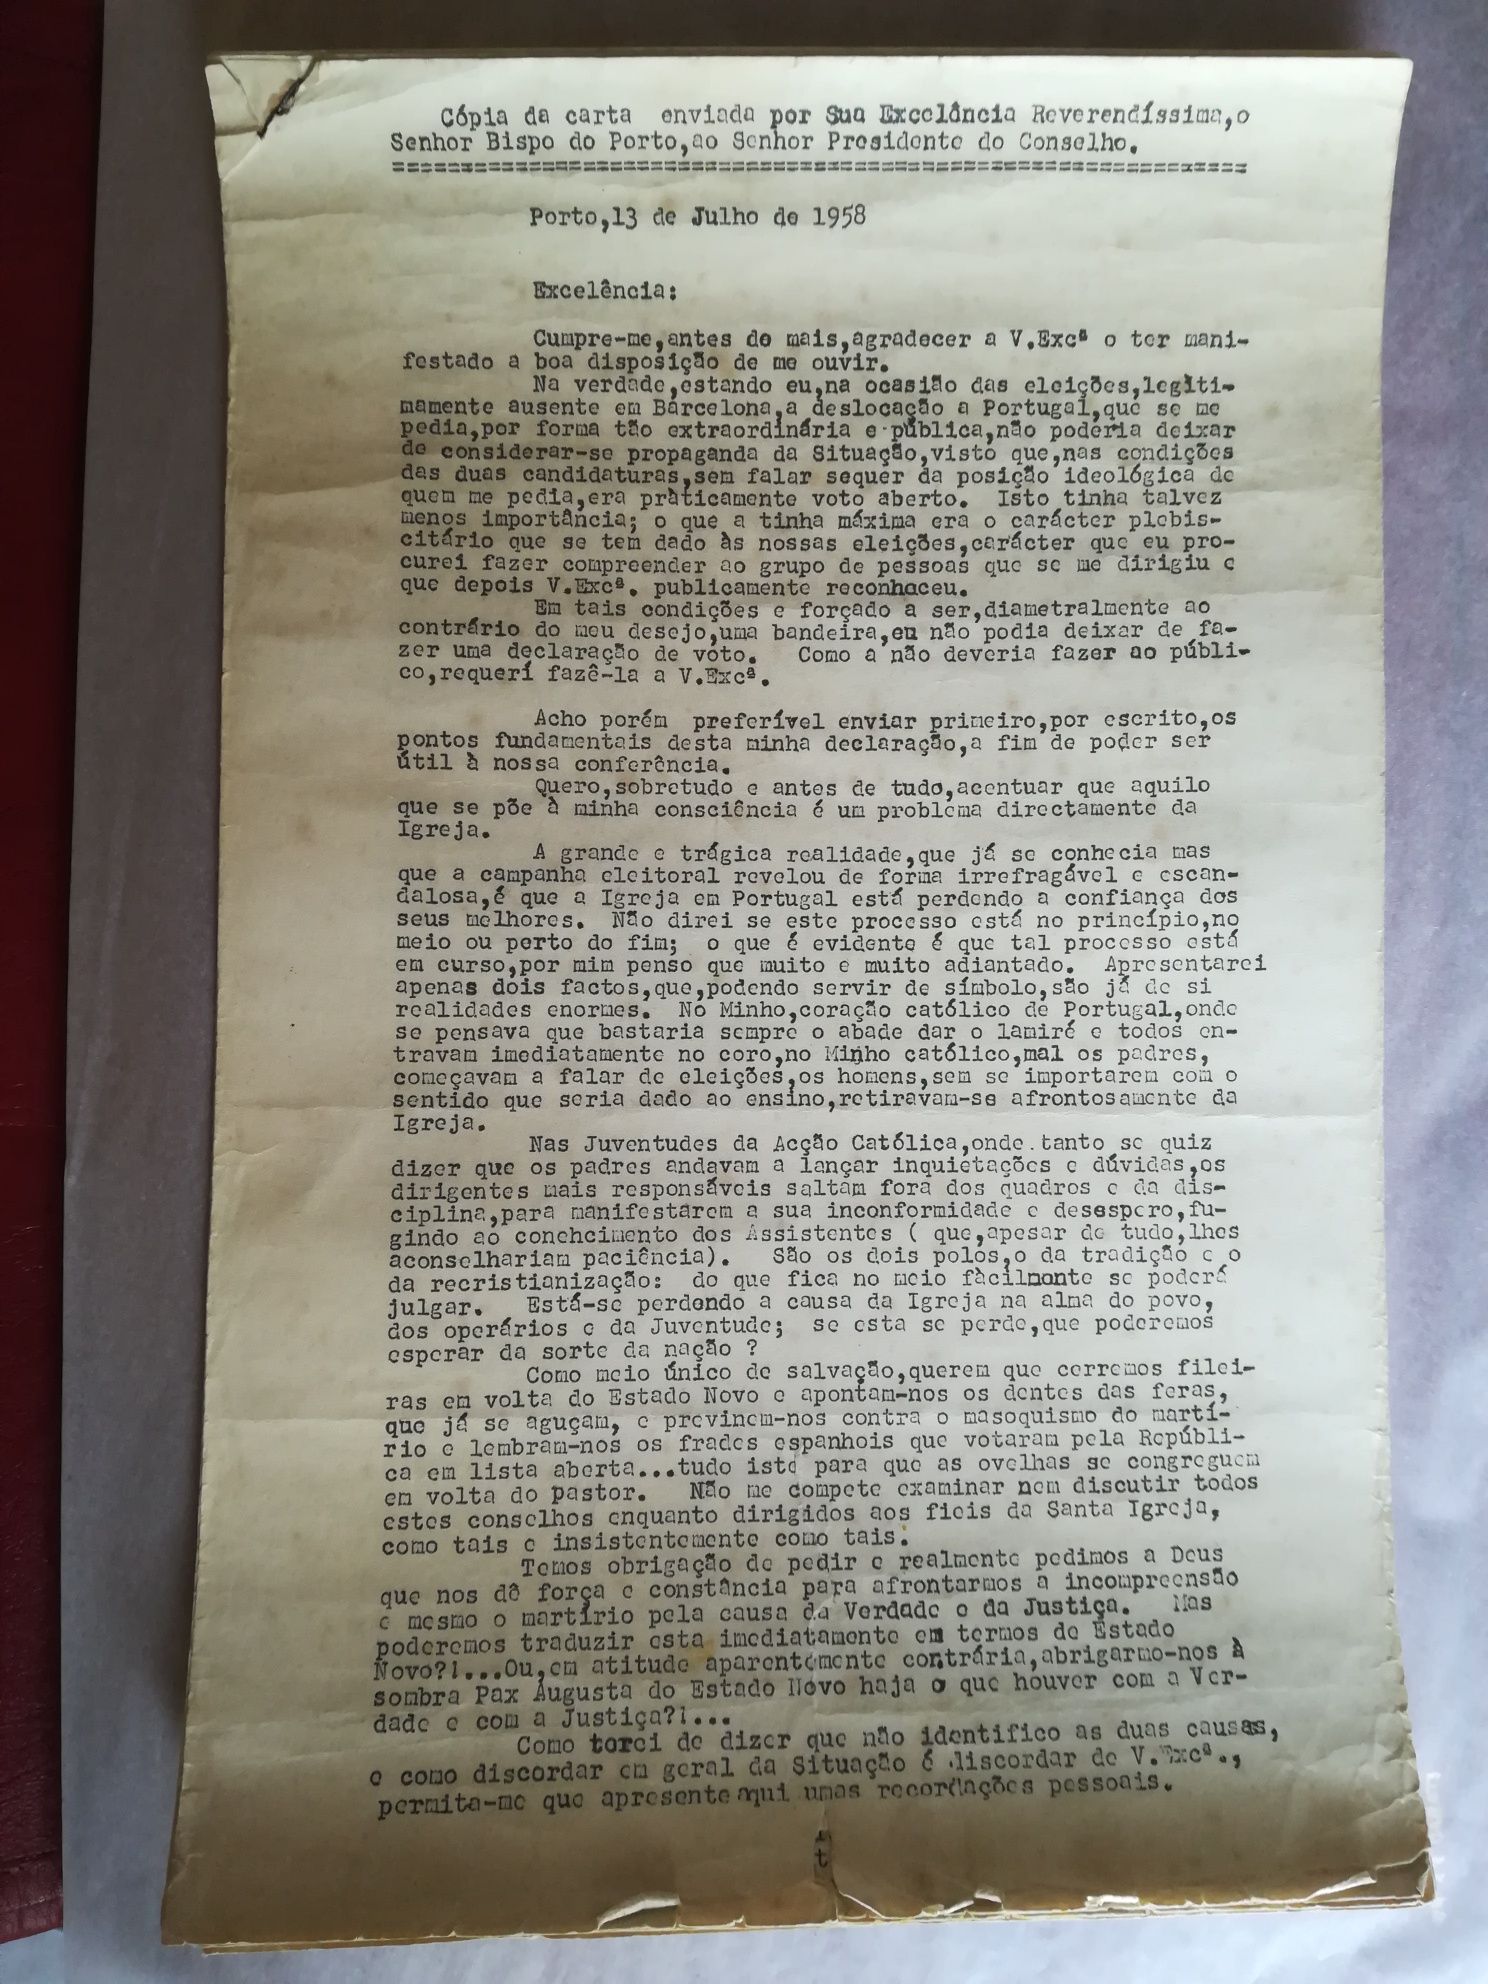 Cópia da carta enviada por Sua Excelência Reverendíssima,o
Senhor Bispo do Porto,ao Senhor Presidente do Conselho.
===============================================================
Porto,13 de Julho de 1958
Excelência:
Cumpre-me,antes de mais,agradecer a V.Excª o ter mani-
festado a boa disposição de me ouvir.
Na verdade,estando eu,na ocasião das eleições,legìti-
mamente ausente em Barcelona,a deslocação a Portugal,que se me
pedia,por forma tão extraordinária e pública,não poderia deixar
de considerar-se propaganda da Situação,visto que,nas condições
das duas candidaturas,sem falar sequer da posição ideológica de
quem me pedia,era pràticamente voto aberto. Isto tinha talvez
menos importância; o que a tinha máxima era o carácter plebis-
citário que se tem dado às nossas eleições,carácter que eu pro-
curei fazer compreender ao grupo de pessoas que se me dirigiu e
que depois V.Excª. publicamente reconheceu.
Em tais condições e forçado a ser,diametralmente ao
contrário do meu desejo,uma bandeira,eu não podia deixar de fa-
zer uma declaração de voto. Como a não deveria fazer ao públi-
co,requerí fazê-la a V.Excª.
Acho porém preferível enviar primeiro,por escrito,os
pontos fundamentais desta minha declaração,a fim de poder ser
útil à nossa conferência.
Quero,sobretudo e antes de tudo,acentuar que aquilo
que se põe à minha consciência é um problema directamente da
Igreja.
A grande e trágica realidade,que já se conhecia mas
que a campanha eleitoral revelou de forma irrefragável e escan-
dalosa,é que a Igreja em Portugal está perdendo a confiança dos
seus melhores. Não direi se este processo está no princípio,no
meio ou perto do fim; o que é evidente é que tal processo está
em curso,por mim penso que muito e muito adiantado. Apresentarei
apenas dois factos,que,podendo servir de símbolo,são já de si
realidades enormes. No Minho,coração católico de Portugal,onde
se pensava que bastaria sempre o abade dar o lamiré e todos en-
travam imediatamente no coro,no Minho católico,mal os padres,
começavam a falar de eleições,os homens,sem se importarem com o
sentido que seria dado ao ensino,retiravam-se afrontosamente da
Igreja.
Nas Juventudes da Acção Católica,onde.tanto se quiz
dizer que os padres andavam a lançar inquietações e dúvidas,os
dirigentes mais responsáveis saltam fora dos quadros e da dis-
ciplina,para manifestarem a sua inconformidade e desespero,fu-
gindo ao conehcimento dos Assistentes ( que,apesar de tudo,lhes
aconselhariam paciência). São os dois polos,o da tradição e o
da recristianização: do que fica no meio fàcilmente se poderá
julgar. Está-se perdendo a causa da Igreja na alma do povo,
dos operários e da Juventude; se esta se perde,que poderemos
esperar da sorte da nação ?
Como meio único de salvação,querem que cerremos filei-
ras em volta do Estado Novo e apontam-nos os dentes das feras,
que já se aguçam, e previnem-nos contra o masoquismo do martí-
rio e lembram-nos os frades espanhois que votaram pela Repúbli-
ca em lista aberta...tudo isto para que as ovelhas se congreguem
em volta do pastor. Não me compete examinar nem discutir todos
estes conselhos enquanto dirigidos aos fieis da Santa Igreja,
como tais e insistentemente como tais.
Temos obrigação de pedir e realmente pedimos a Deus
que nos dê força e constância para afrontarmos a incompreensão
e mesmo o martírio pela causa da Verdade e da Justiça. Mas
poderemos traduzir esta imediatamente em termos de Estado
Novo?!...Ou,em atitude aparentemente contrária,abrigarmo-nos à
sombra Pax Augusta do Estado Novo haja o que houver com a Ver-
dade e com a Justiça?!...
Como torei de dizer que não identifico as duas causas,
e como discordar em geral da Situação é discordar de V.Excª.,
permita-me que apresente aqui umas recordações pessoais.
t